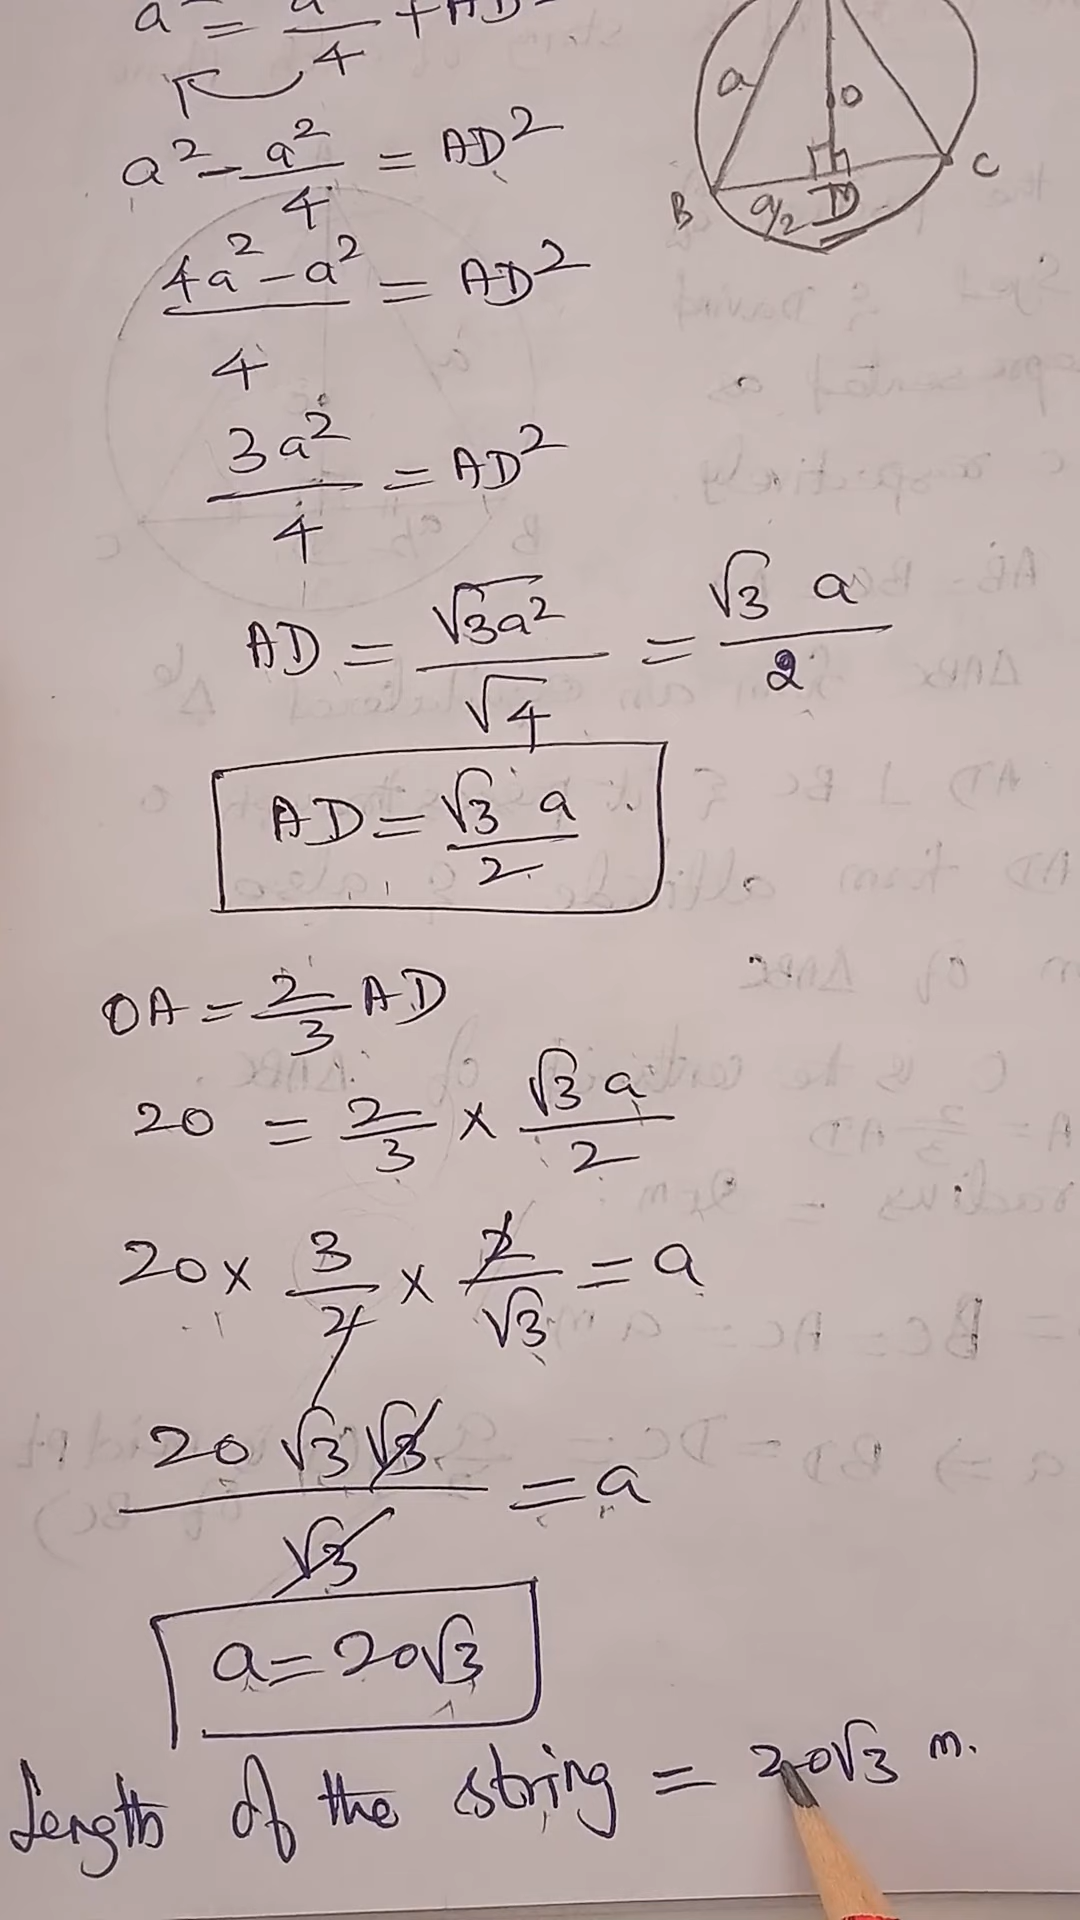 a² = a²/4 + AD²
a² - a²/4 = AD²
(4a² - a²)/4 = AD²
3a²/4 = AD²
AD = √3a²/√4 = √3 a/2
AD = √3 a/2
OA = 2/3 AD
20 = 2/3 × √3 a/2
20 × 3/2 × 2/√3 = a
20 √3 √3/√3 = a
a = 20√3
Length of the string = 20√3 m.
a
O
B
a/2
D
C